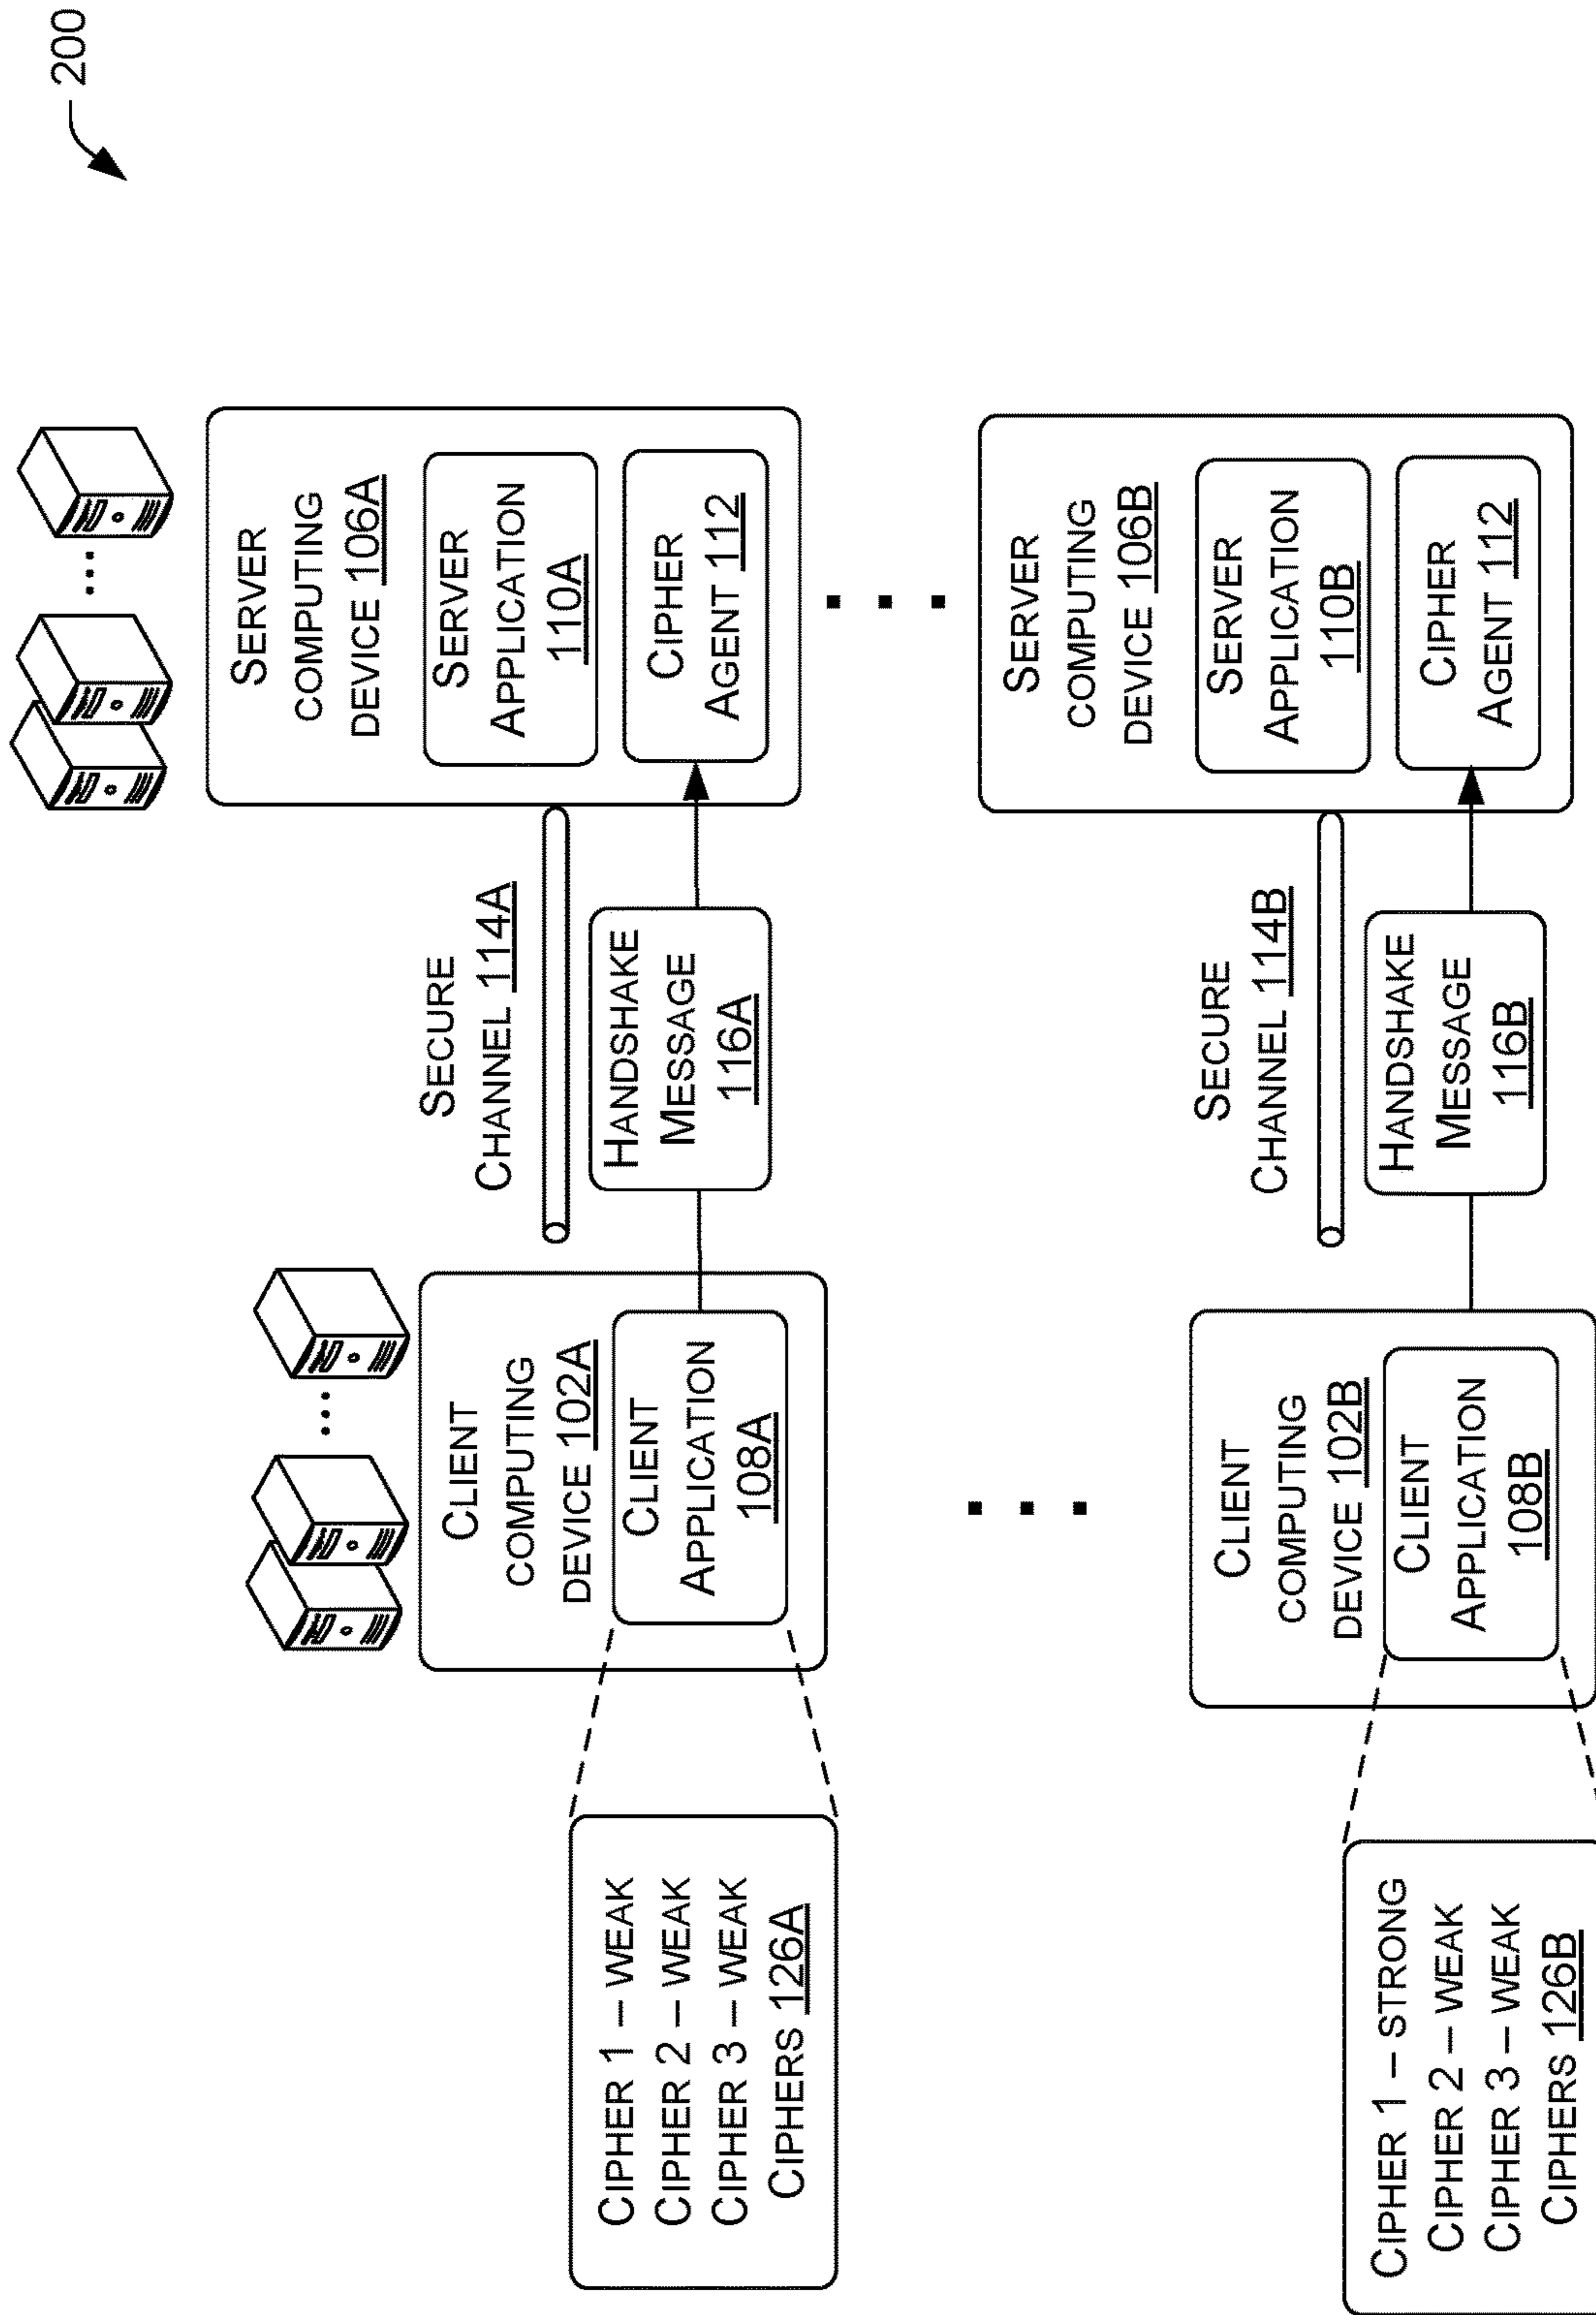 200
SERVER
COMPUTING
DEVICE 106A
SERVER
APPLICATION
110A
CIPHER
AGENT 112
SECURE
CHANNEL 114A
HANDSHAKE
MESSAGE
116A
CLIENT
COMPUTING
DEVICE 102A
CLIENT
APPLICATION
108A
CIPHER 1 – WEAK
CIPHER 2 – WEAK
CIPHER 3 – WEAK
CIPHERS 126A
SERVER
COMPUTING
DEVICE 106B
SERVER
APPLICATION
110B
CIPHER
AGENT 112
SECURE
CHANNEL 114B
HANDSHAKE
MESSAGE
116B
CLIENT
COMPUTING
DEVICE 102B
CLIENT
APPLICATION
108B
CIPHER 1 – STRONG
CIPHER 2 – WEAK
CIPHER 3 – WEAK
CIPHERS 126B